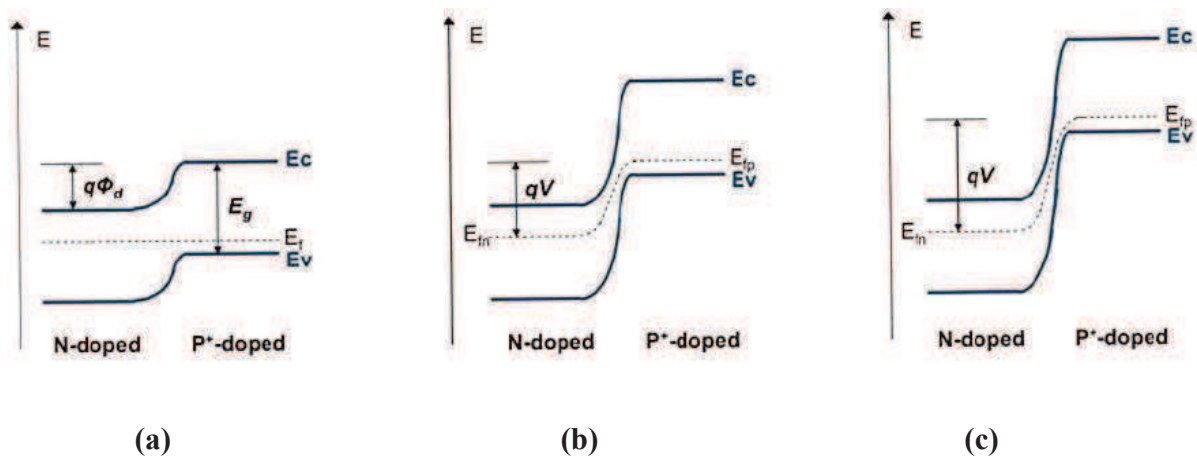 E
Ec
qΦd
Eg
Ef
Ev
N-doped P⁺-doped
(a)
E
Ec
Efp
qV
Ev
Efn
N-doped P⁺-doped
(b)
E
Ec
Efp
Ev
qV
Efn
N-doped P⁺-doped
(c)